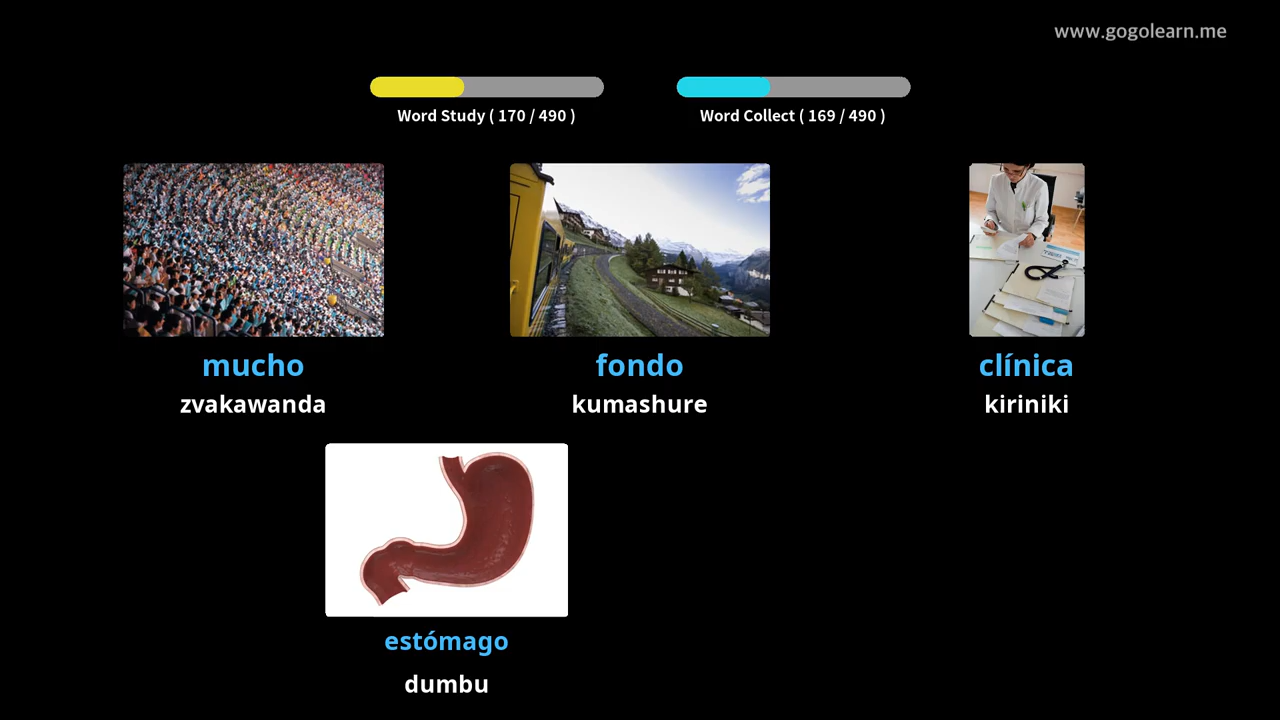 www.gogolearn.me
Word Study ( 170 / 490 )
Word Collect ( 169 / 490 )
mucho
zvakawanda
fondo
kumashure
clínica
kiriniki
estómago
dumbu